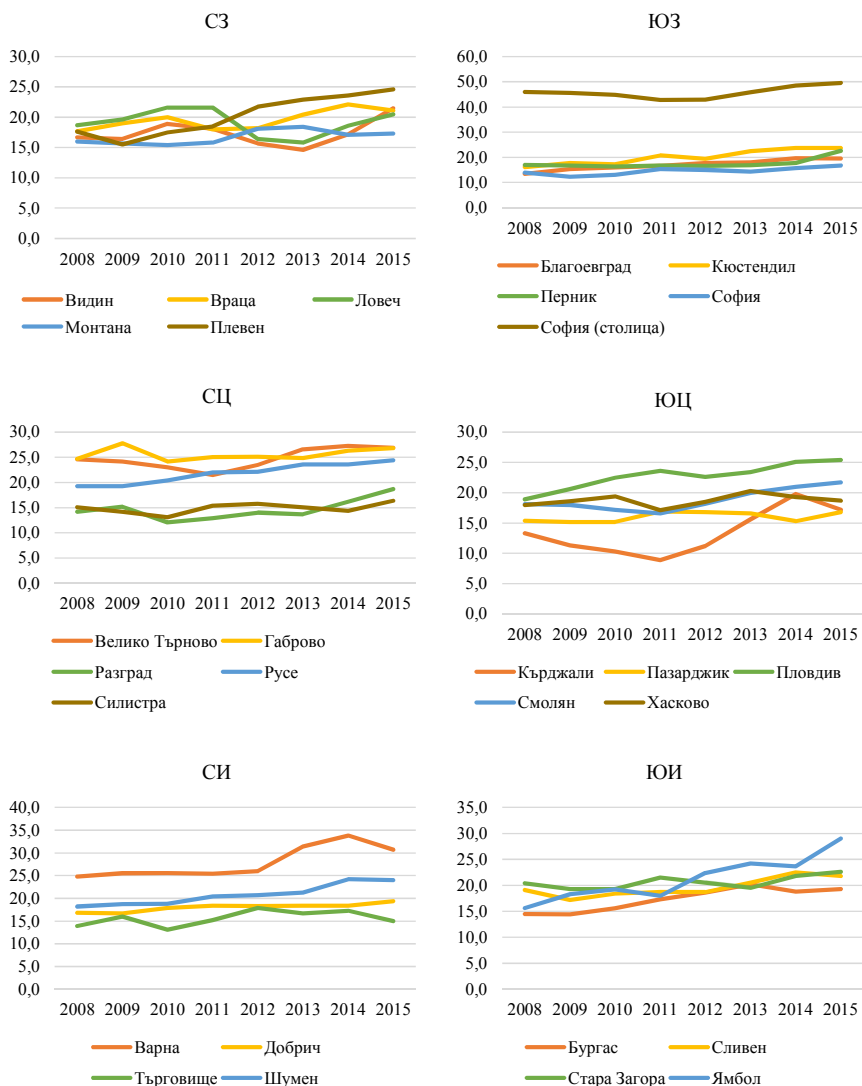 СЗ
30,0
25,0
20,0
15,0
10,0
5,0
0,0
2008 2009 2010 2011 2012 2013 2014 2015
Видин Враца Ловеч
Монтана Плевен
ЮЗ
60,0
50,0
40,0
30,0
20,0
10,0
0,0
2008 2009 2010 2011 2012 2013 2014 2015
Благоевград Кюстендил
Перник София
София (столица)
СЦ
30,0
25,0
20,0
15,0
10,0
5,0
0,0
2008 2009 2010 2011 2012 2013 2014 2015
Велико Търново Габрово
Разград Русе
Силистра
ЮЦ
30,0
25,0
20,0
15,0
10,0
5,0
0,0
2008 2009 2010 2011 2012 2013 2014 2015
Кърджали Пазарджик Пловдив
Смолян Хасково
СИ
40,0
35,0
30,0
25,0
20,0
15,0
10,0
5,0
0,0
2008 2009 2010 2011 2012 2013 2014 2015
Варна Добрич
Търговище Шумен
ЮИ
35,0
30,0
25,0
20,0
15,0
10,0
5,0
0,0
2008 2009 2010 2011 2012 2013 2014 2015
Бургас Сливен
Стара Загора Ямбол